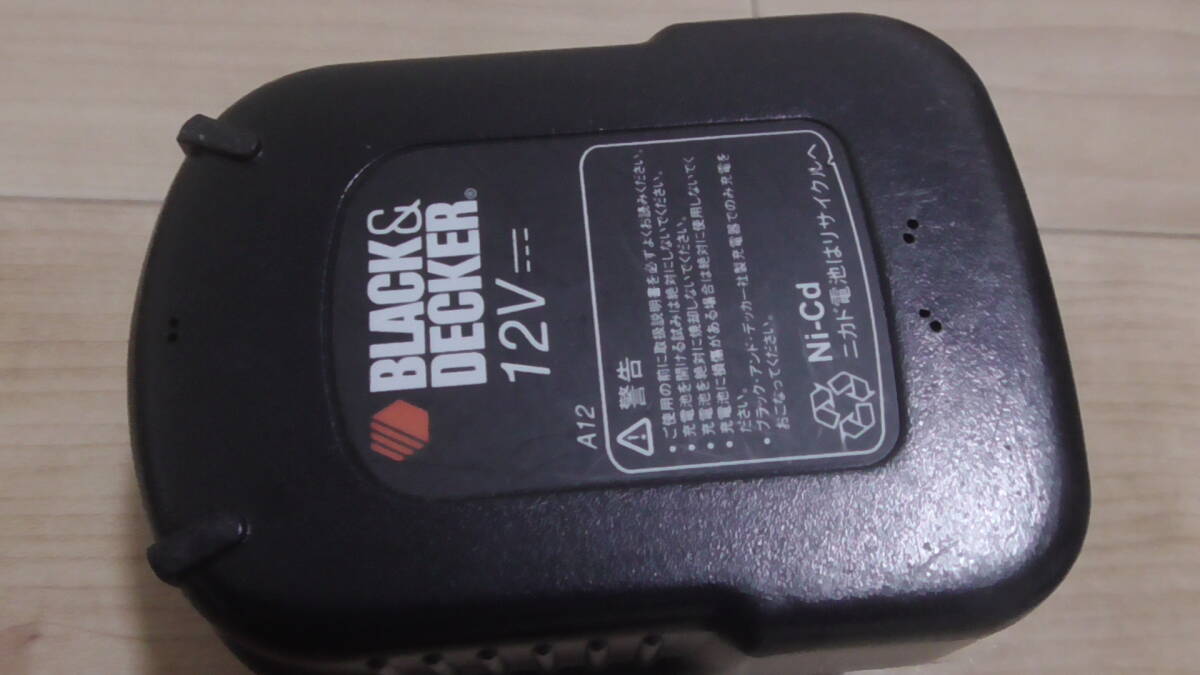 BLACK&
DECKER®
12V
A12
警告
• ご使用の前に取扱説明書を必ずよくお読みください。
• 充電池を開ける試みは絶対にしないでください。
• 充電池を絶対に焼却しないでください。
• 充電池に損傷がある場合は絶対に使用しないでく
ださい。
• ブラック・アンド・デッカー社製充電器でのみ充電を
おこなってください。
Ni-Cd
ニカド電池はリサイクルへ